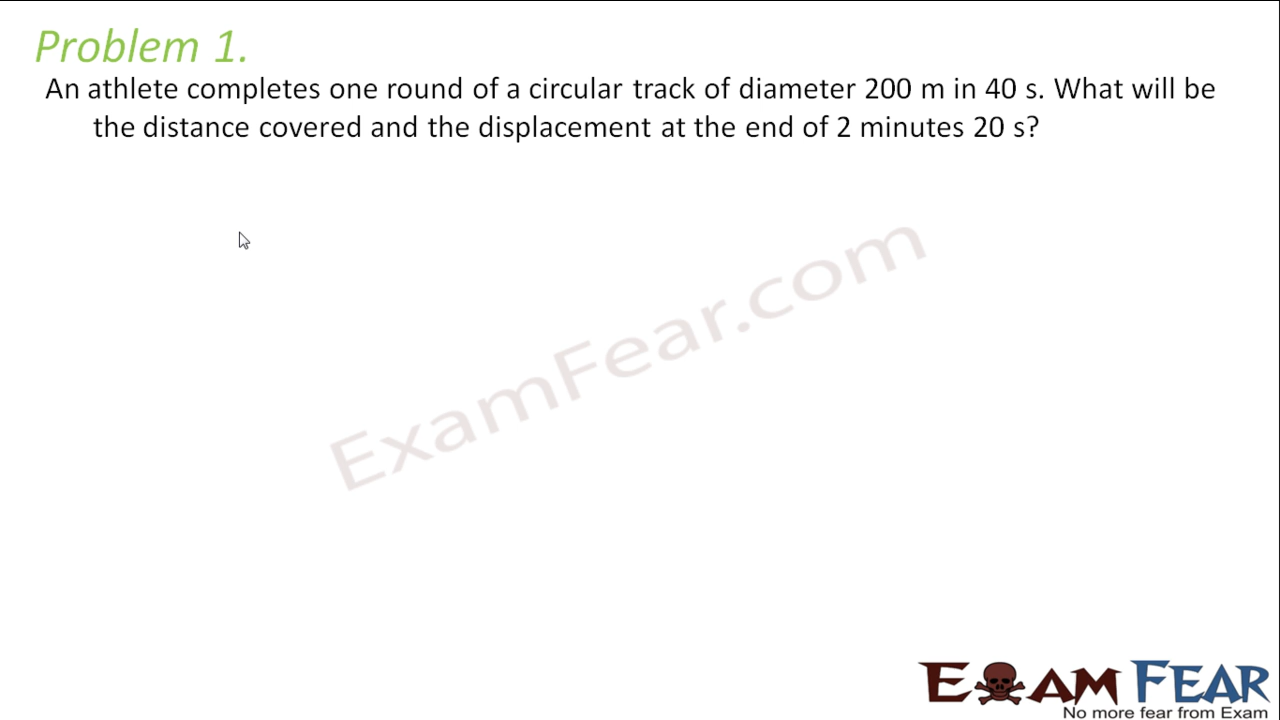 Problem 1.
An athlete completes one round of a circular track of diameter 200 m in 40 s. What will be
the distance covered and the displacement at the end of 2 minutes 20 s?
ExamFear.com
EXAM FEAR
No more fear from Exam